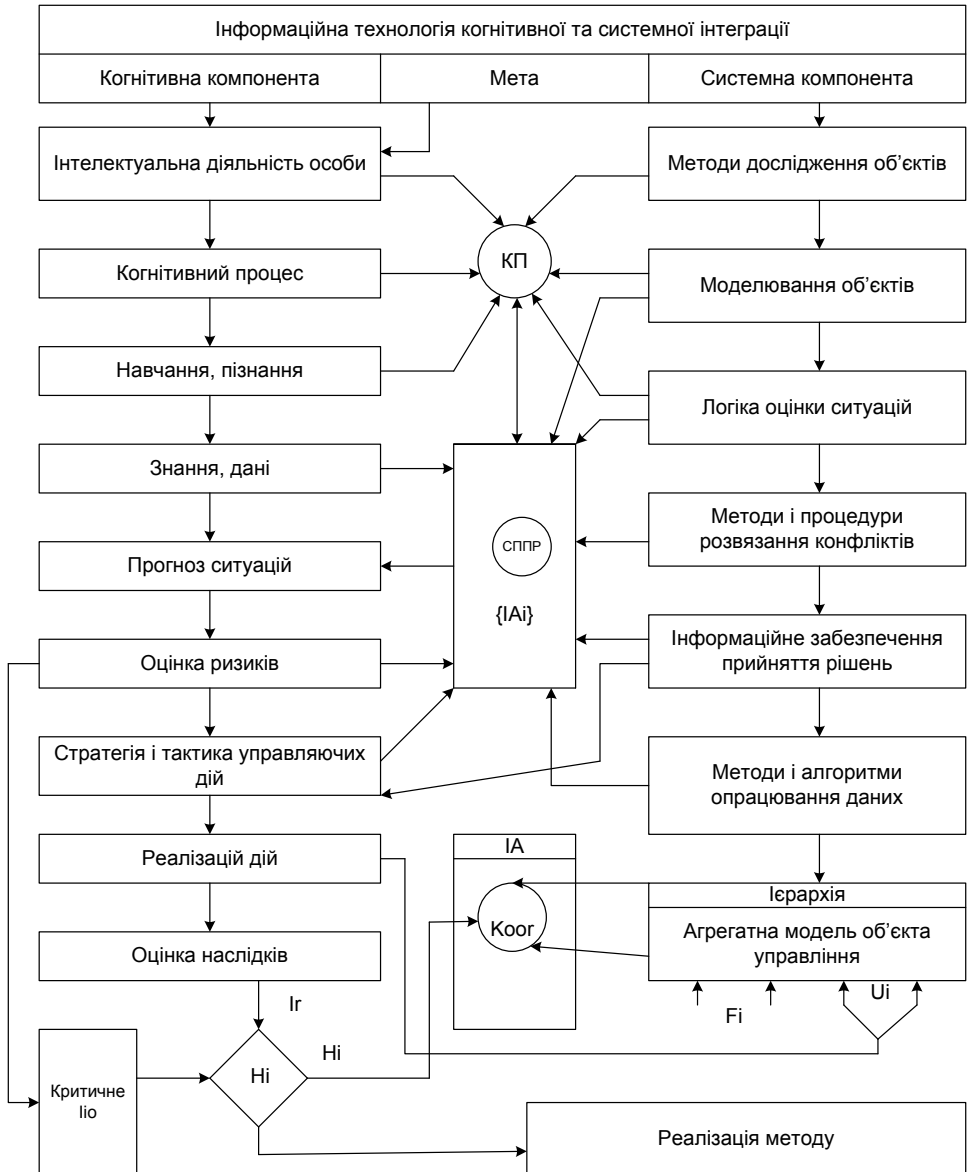 Інформаційна технологія когнітивної та системної інтеграції
Когнітивна компонента
Мета
Системна компонента
Інтелектуальна діяльність особи
Методи дослідження об’єктів
КП
Когнітивний процес
Моделювання об’єктів
Навчання, пізнання
Логіка оцінки ситуацій
Знання, дані
Методи і процедури
розвязання конфліктів
СППР
Прогноз ситуацій
{IAi}
Інформаційне забезпечення
прийняття рішень
Оцінка ризиків
Стратегія і тактика управляючих
дій
Методи і алгоритми
опрацювання даних
Реалізацій дій
ІА
Ієрархія
Koor
Агрегатна модель об’єкта
управління
Оцінка наслідків
Ir
Fi
Ui
Hi
Hi
Критичне
Iio
Реалізація методу